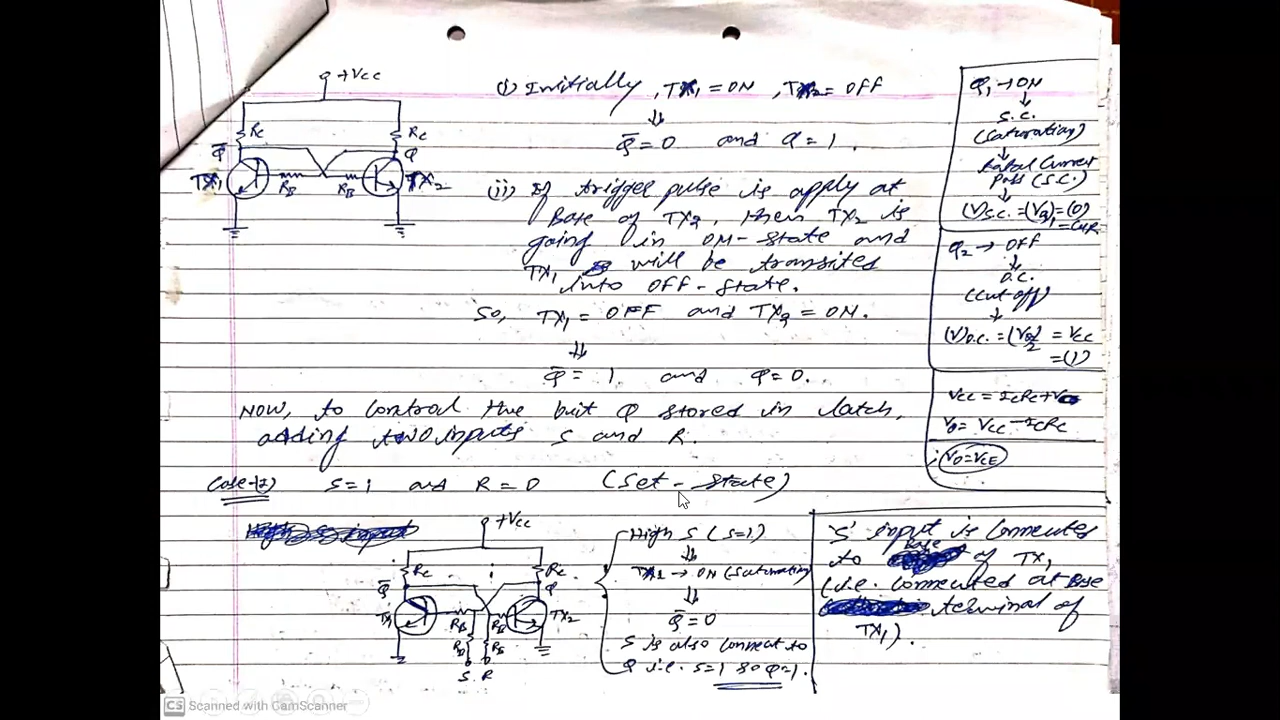 +Vcc
Rc
Rc
Q̅
Q
TX1
RB
RB
TX2
(i) Initially, TX1 = ON, TX2 = OFF
⇓
Q̅ = 0 and Q = 1.
(ii) If trigger pulse is apply at
Base of TX2, then TX2 is
going in ON-state and
TX1 will be transited
into OFF-state.
So, TX1 = OFF and TX2 = ON.
⇓
Q̅ = 1 and Q = 0.
Q1 → ON
↓
S.C.
(Saturation)
↓
Current
Pass (S.C.)
↓
(V)S.C. = (V0)1 = (0)
Q2 → OFF
↓
O.C.
(Cut off)
↓
(V)O.C. = (V0)2 = Vcc
= (1)
Vcc = IcRc + V0
V0 = Vcc - IcRc
V0 = VCE
NOW, to control the bit Q stored in latch,
adding two inputs S and R.
S = 1 and R = 0 (Set-state)
+Vcc
Rc
Rc
Q̅
Q
TX1
RB
RB
TX2
RB
RB
S R
High S (S=1)
⇓
TX1 → ON (Saturation)
⇓
Q̅ = 0
S is also connect to
Q i.e. S=1 so Q=1.
'S' input is connected
to Base of TX1
(i.e. connected at Base
terminal of
TX1).
CS Scanned with CamScanner